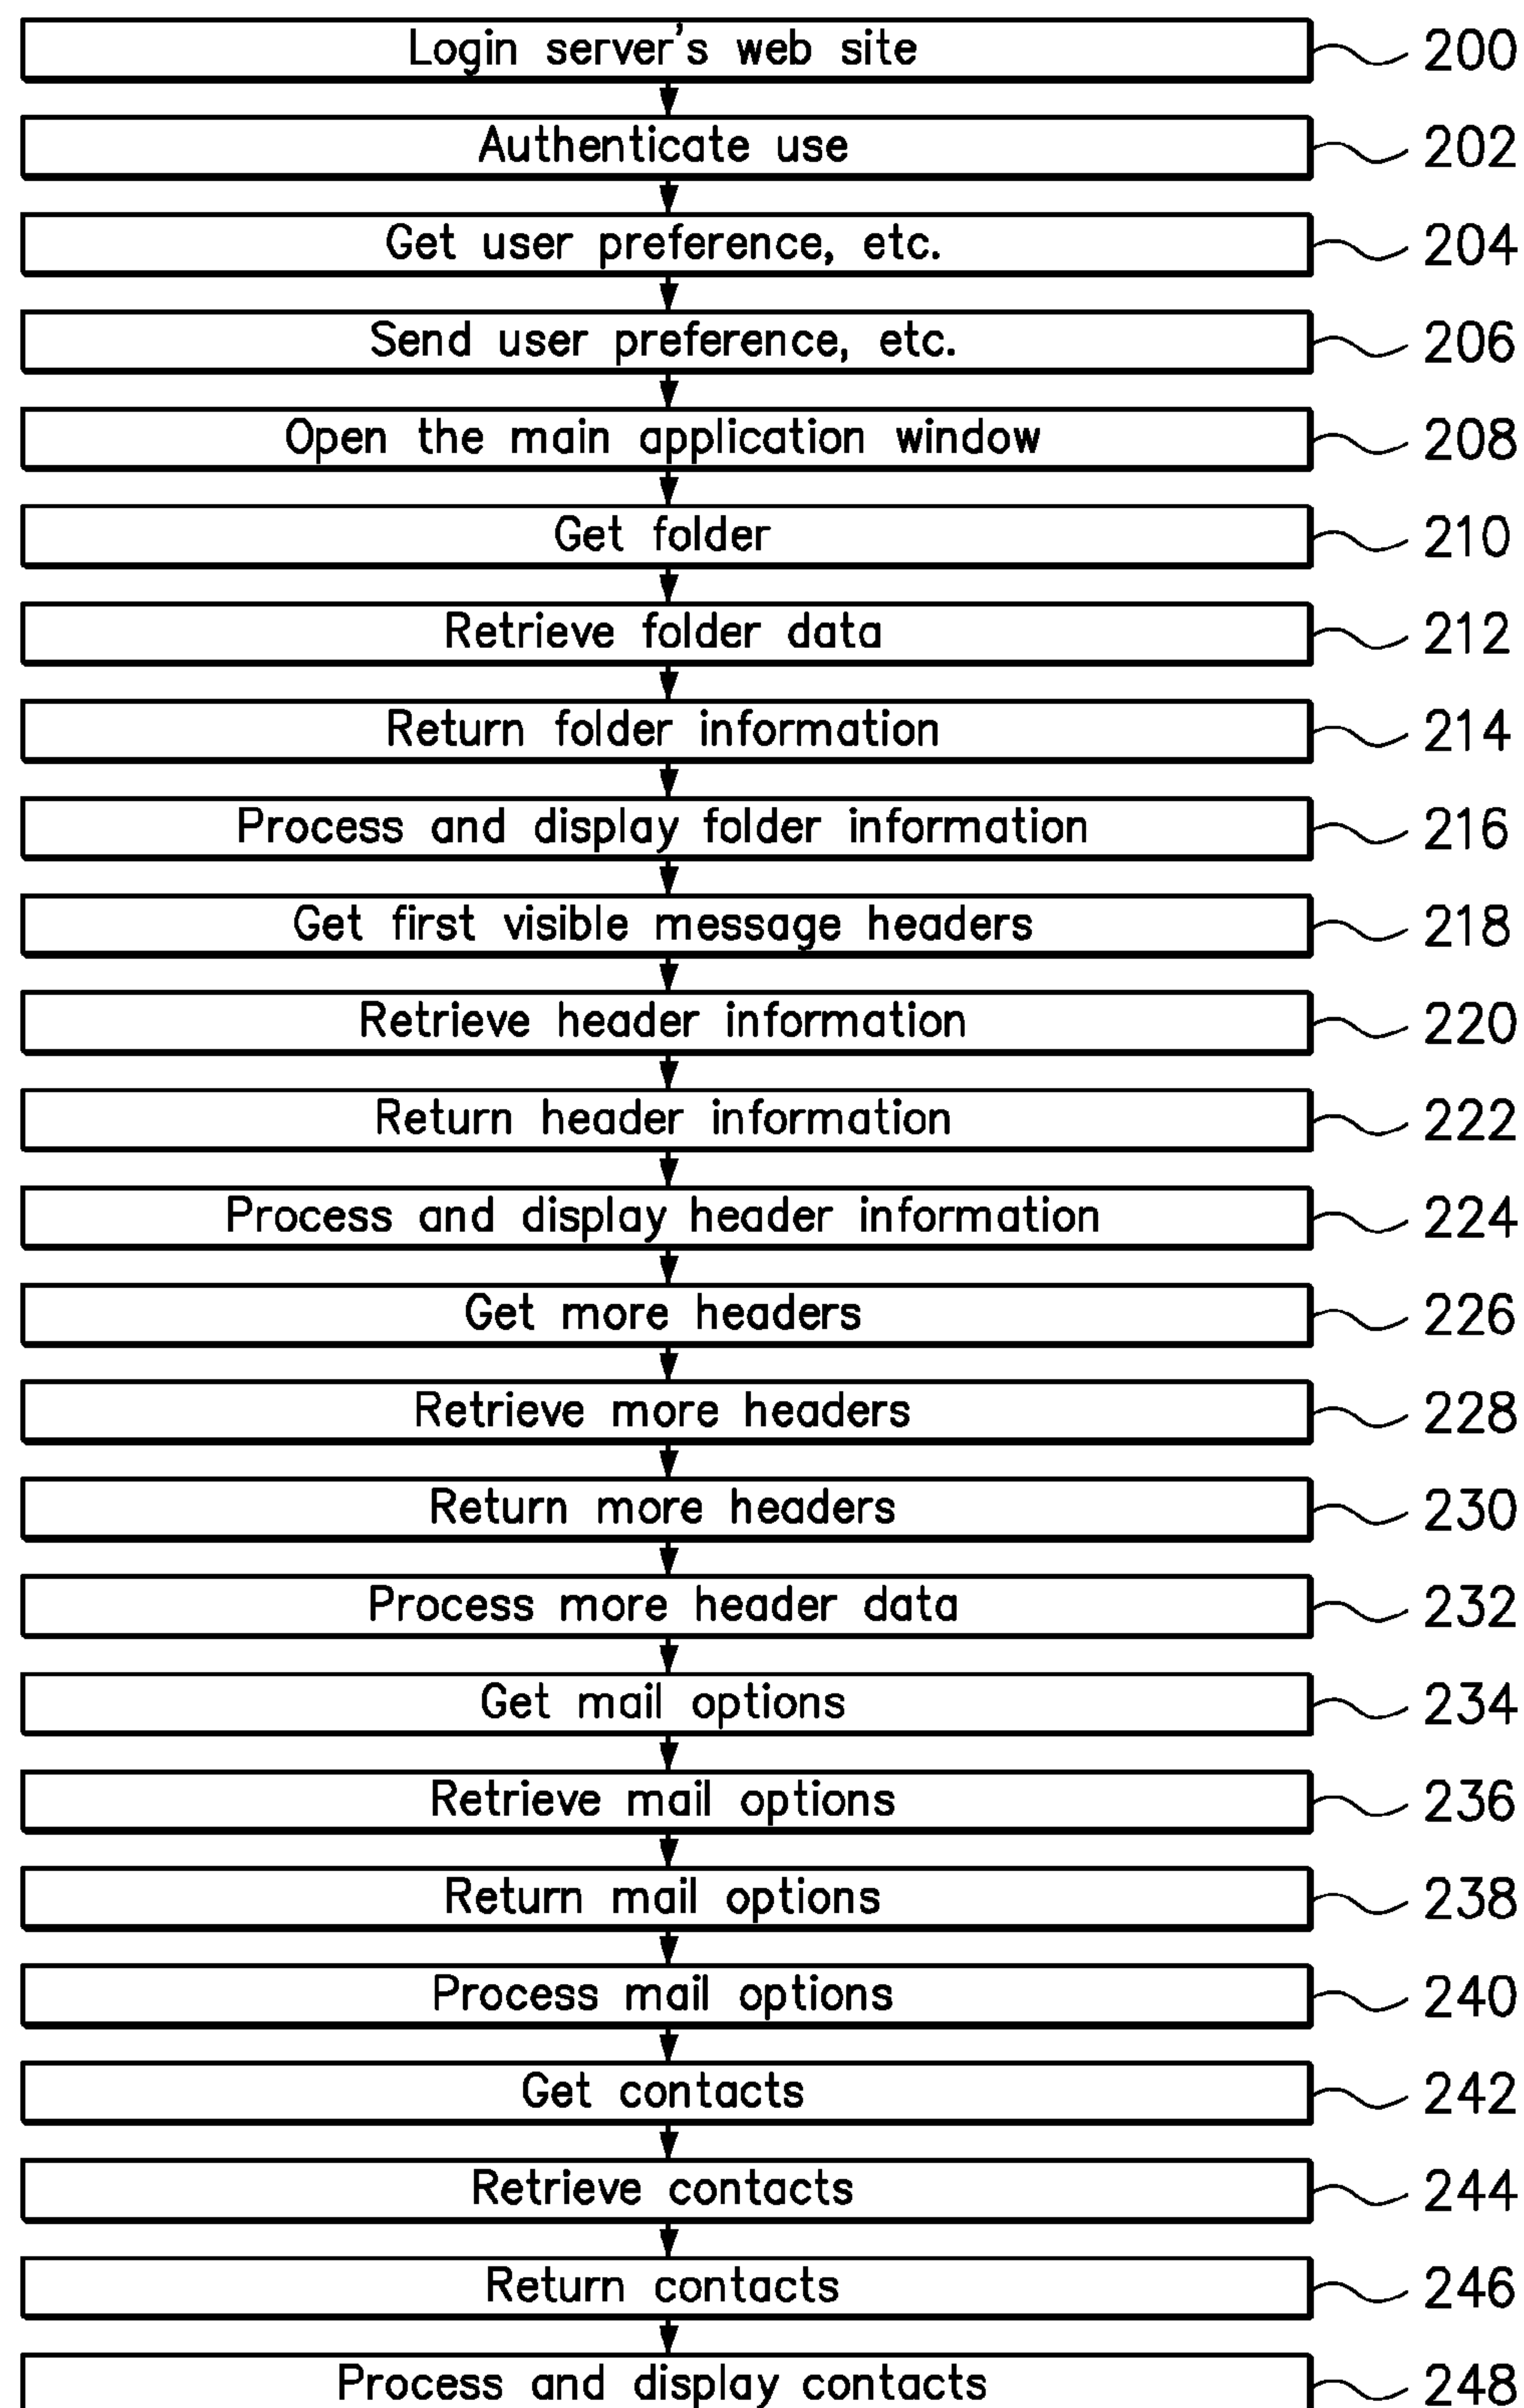 Login server's web site 200
Authenticate use 202
Get user preference, etc. 204
Send user preference, etc. 206
Open the main application window 208
Get folder 210
Retrieve folder data 212
Return folder information 214
Process and display folder information 216
Get first visible message headers 218
Retrieve header information 220
Return header information 222
Process and display header information 224
Get more headers 226
Retrieve more headers 228
Return more headers 230
Process more header data 232
Get mail options 234
Retrieve mail options 236
Return mail options 238
Process mail options 240
Get contacts 242
Retrieve contacts 244
Return contacts 246
Process and display contacts 248